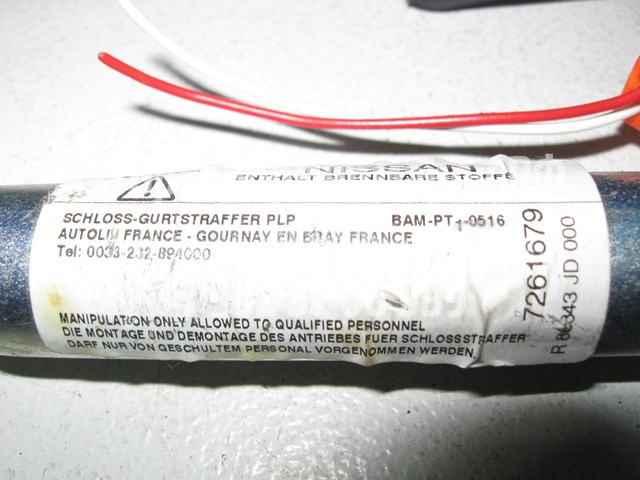 NISSAN
ENTHALT BRENNBARE STOFFE
SCHLOSS-GURTSTRAFFER PLP BAM-PT1-0516
AUTOLIV FRANCE - GOURNAY EN BRAY FRANCE
Tel: 0033-232-894000
MANIPULATION ONLY ALLOWED TO QUALIFIED PERSONNEL
DIE MONTAGE UND DEMONTAGE DES ANTRIEBES FUER SCHLOSSSTRAFFER
DARF NUR VON GESCHULTEM PERSONAL VORGENOMMEN WERDEN.
7261679
JD 000